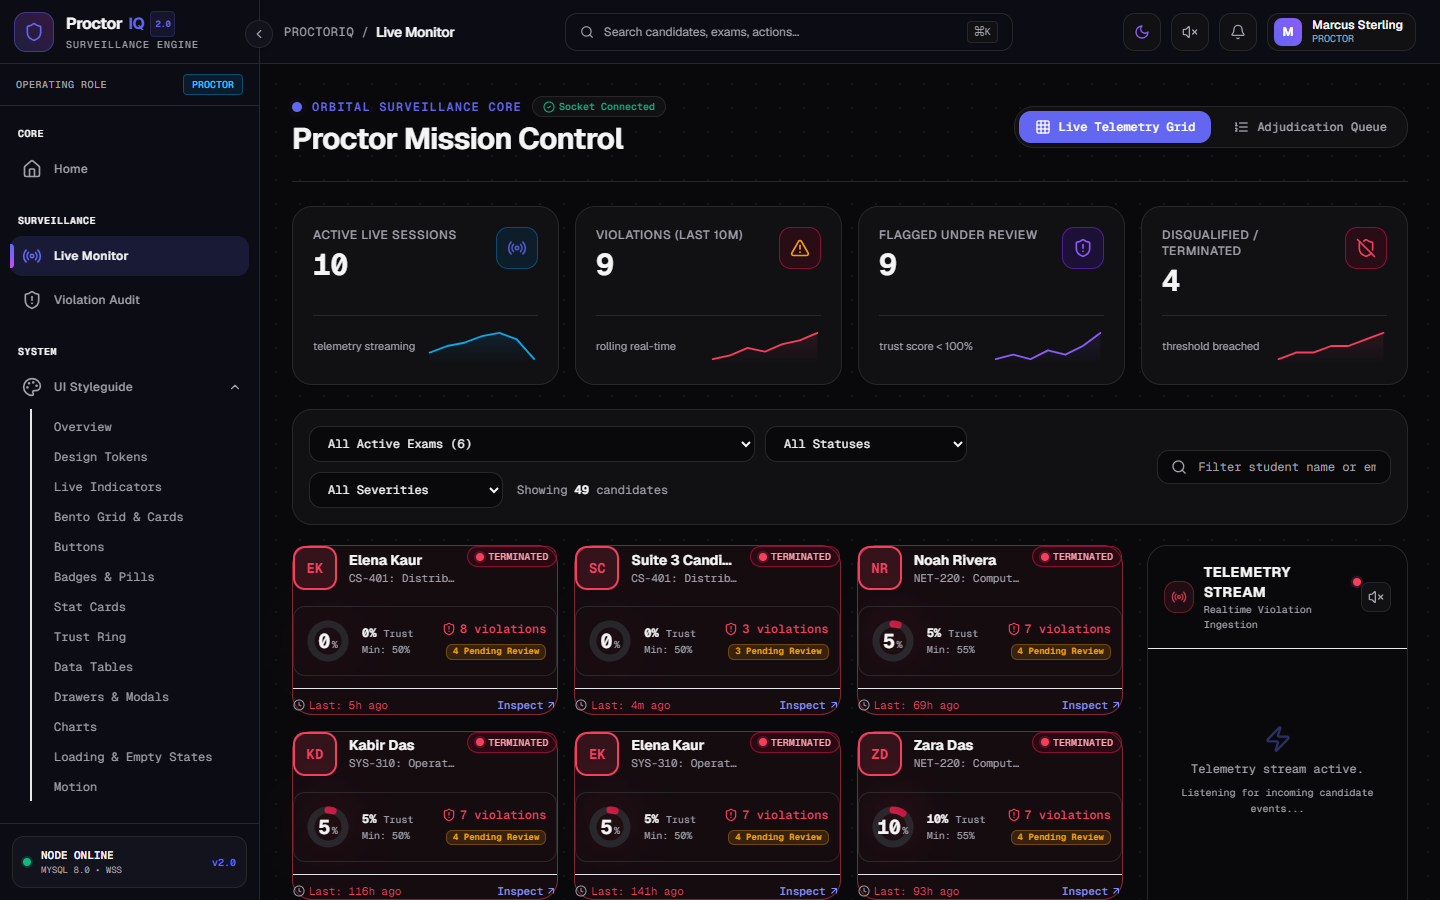 Proctor IQ 2.0
SURVEILLANCE ENGINE
PROCTORIQ / Live Monitor
Search candidates, exams, actions...
⌘K
M
Marcus Sterling
PROCTOR
OPERATING ROLE
PROCTOR
CORE
Home
SURVEILLANCE
Live Monitor
Violation Audit
SYSTEM
UI Styleguide
Overview
Design Tokens
Live Indicators
Bento Grid & Cards
Buttons
Badges & Pills
Stat Cards
Trust Ring
Data Tables
Drawers & Modals
Charts
Loading & Empty States
Motion
NODE ONLINE
MYSQL 8.0 • WSS
v2.0
ORBITAL SURVEILLANCE CORE
Socket Connected
Proctor Mission Control
Live Telemetry Grid
Adjudication Queue
ACTIVE LIVE SESSIONS
10
telemetry streaming
VIOLATIONS (LAST 10M)
9
rolling real-time
FLAGGED UNDER REVIEW
9
trust score < 100%
DISQUALIFIED /
TERMINATED
4
threshold breached
All Active Exams (6)
All Statuses
All Severities
Showing 49 candidates
Filter student name or em
EK
Elena Kaur
TERMINATED
CS-401: Distrib…
0%
0% Trust
Min: 50%
8 violations
4 Pending Review
Last: 5h ago
Inspect
SC
Suite 3 Candi…
TERMINATED
CS-401: Distrib…
0%
0% Trust
Min: 50%
3 violations
3 Pending Review
Last: 4m ago
Inspect
NR
Noah Rivera
TERMINATED
NET-220: Comput…
5%
5% Trust
Min: 55%
7 violations
4 Pending Review
Last: 69h ago
Inspect
KD
Kabir Das
TERMINATED
SYS-310: Operat…
5%
5% Trust
Min: 50%
7 violations
4 Pending Review
Last: 116h ago
Inspect
EK
Elena Kaur
TERMINATED
SYS-310: Operat…
5%
5% Trust
Min: 50%
7 violations
4 Pending Review
Last: 141h ago
Inspect
ZD
Zara Das
TERMINATED
NET-220: Comput…
10%
10% Trust
Min: 55%
7 violations
4 Pending Review
Last: 93h ago
Inspect
TELEMETRY
STREAM
Realtime Violation
Ingestion
Telemetry stream active.
Listening for incoming candidate
events...